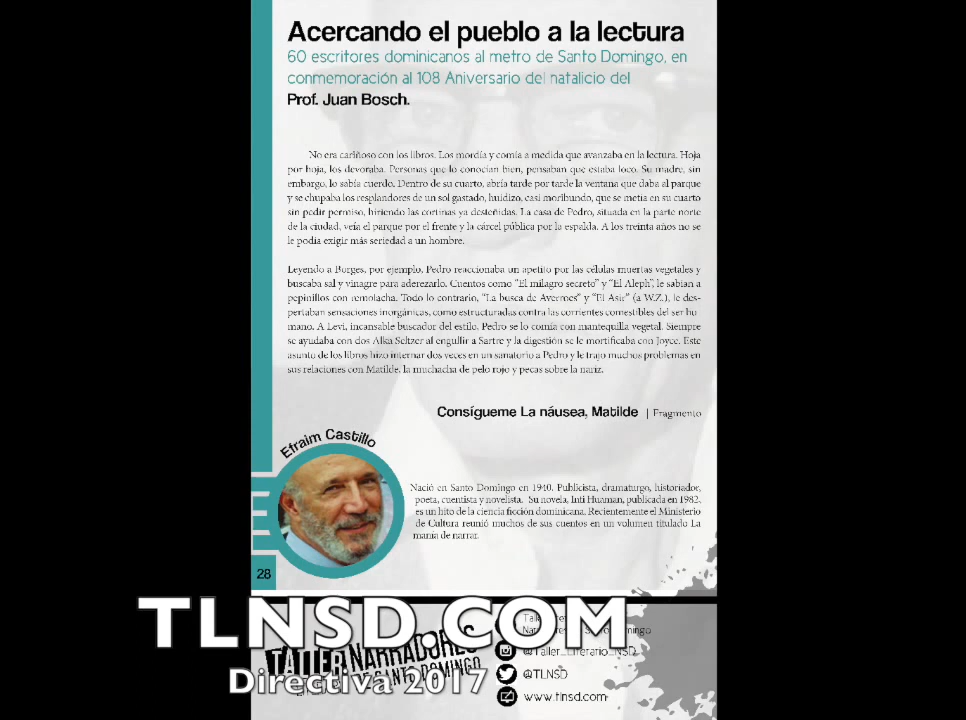 Acercando el pueblo a la lectura
60 escritores dominicanos al metro de Santo Domingo, en
conmemoración al 108 Aniversario del natalicio del
Prof. Juan Bosch.
No era cariñoso con los libros. Los mordía y comía a medida que avanzaba en la lectura. Hoja
por hoja, los devoraba. Personas que lo conocían bien, pensaban que estaba loco. Su madre, sin
embargo, lo sabía cuerdo. Dentro de su cuarto, abría tarde por tarde la ventana que daba al parque
y se chupaba los resplandores de un sol gastado, huidizo, casi moribundo, que se metía en su cuarto
sin pedir permiso, hiriendo las cortinas ya desteñidas. La casa de Pedro, situada en la parte norte
de la ciudad, veía el parque por el frente y la cárcel pública por la espalda. A los treinta años no se
le podía exigir más seriedad a un hombre.
Leyendo a Borges, por ejemplo, Pedro reaccionaba un apetito por las células muertas vegetales y
buscaba sal y vinagre para aderezarlo. Cuentos como "El milagro secreto" y "El Aleph", le sabían a
pepinillos con remolacha. Todo lo contrario, "La busca de Averroes" y "El Asir" (a W.Z.), le des-
pertaban sensaciones inorgánicas, como estructuradas contra las corrientes comestibles del ser hu-
mano. A Levi, incansable buscador del estilo, Pedro se lo comía con mantequilla vegetal. Siempre
se ayudaba con dos Alka Seltzer al engullir a Sartre y la digestión se le mortificaba con Joyce. Este
asunto de los libros hizo internar dos veces en un sanatorio a Pedro y le trajo muchos problemas en
sus relaciones con Matilde, la muchacha de pelo rojo y pecas sobre la nariz.
Consígueme La náusea, Matilde | Fragmento
Efraim Castillo
Nació en Santo Domingo en 1940. Publicista, dramaturgo, historiador,
poeta, cuentista y novelista. Su novela, Inti Huaman, publicada en 1982,
es un hito de la ciencia ficción dominicana. Recientemente el Ministerio
de Cultura reunió muchos de sus cuentos en un volumen titulado La
manía de narrar.
28
TLNSD.COM
Directiva 2017
TALLER NARRADORES
DE SANTO DOMINGO
@Taller_Literario_NSD
@TLNSD
www.tlnsd.com